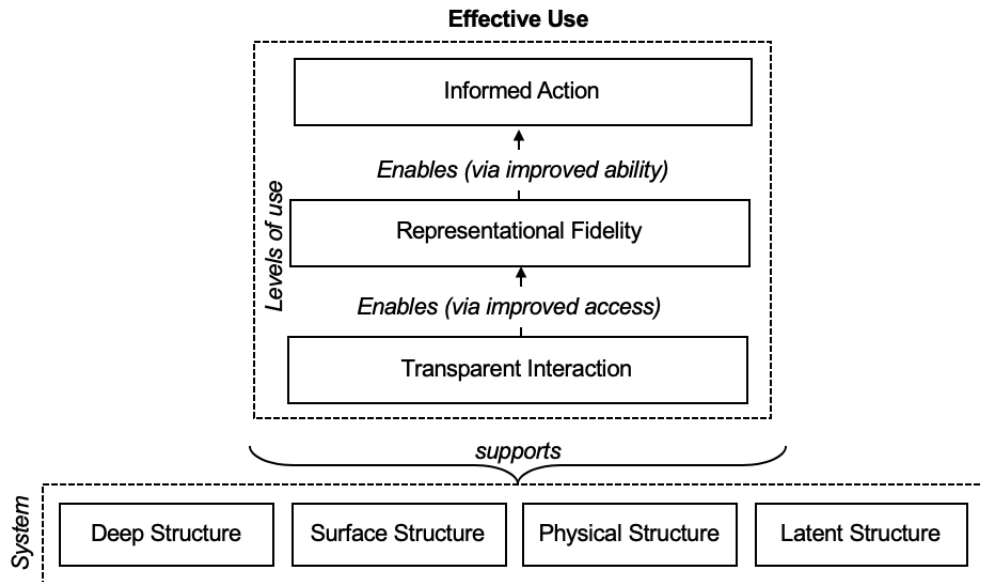 Effective Use
Informed Action
Enables (via improved ability)
Levels of use
Representational Fidelity
Enables (via improved access)
Transparent Interaction
supports
System
Deep Structure
Surface Structure
Physical Structure
Latent Structure